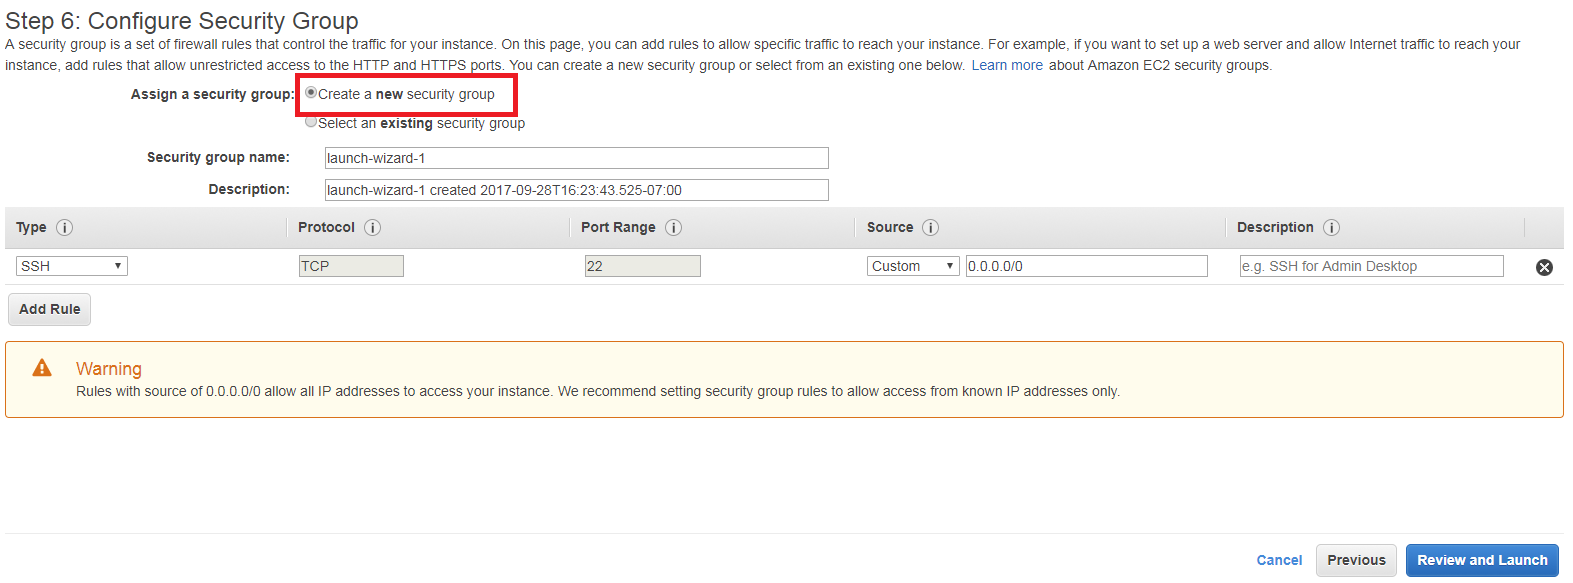 Step 6: Configure Security Group
A security group is a set of firewall rules that control the traffic for your instance. On this page, you can add rules to allow specific traffic to reach your instance. For example, if you want to set up a web server and allow Internet traffic to reach your
instance, add rules that allow unrestricted access to the HTTP and HTTPS ports. You can create a new security group or select from an existing one below. Learn more about Amazon EC2 security groups.
Assign a security group: Create a new security group
Select an existing security group
Security group name: launch-wizard-1
Description: launch-wizard-1 created 2017-09-28T16:23:43.525-07:00
Type i Protocol i Port Range i Source i Description i
SSH TCP 22 Custom 0.0.0.0/0 e.g. SSH for Admin Desktop
Add Rule
Warning
Rules with source of 0.0.0.0/0 allow all IP addresses to access your instance. We recommend setting security group rules to allow access from known IP addresses only.
Cancel Previous Review and Launch